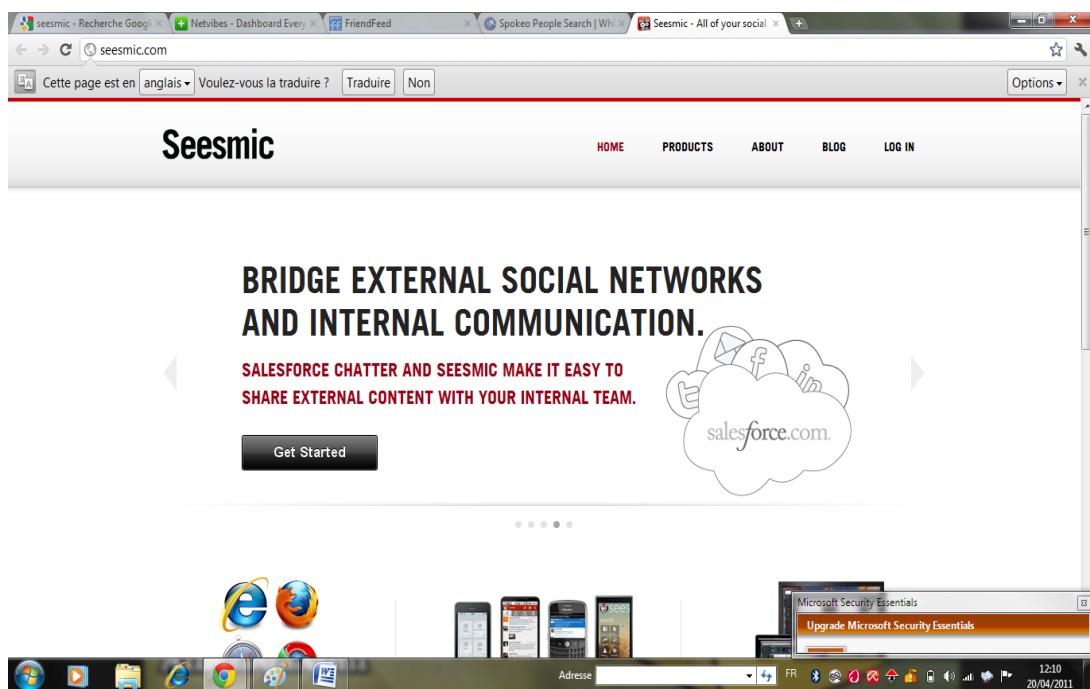 seesmic - Recherche Googl
Netvibes - Dashboard Every
FriendFeed
Spokeo People Search | Whi
Seesmic - All of your social
seesmic.com
Cette page est en anglais Voulez-vous la traduire ? Traduire Non Options
Seesmic
HOME PRODUCTS ABOUT BLOG LOG IN
BRIDGE EXTERNAL SOCIAL NETWORKS
AND INTERNAL COMMUNICATION.
SALESFORCE CHATTER AND SEESMIC MAKE IT EASY TO
SHARE EXTERNAL CONTENT WITH YOUR INTERNAL TEAM.
f
in
salesforce.com.
Get Started
Microsoft Security Essentials
Upgrade Microsoft Security Essentials
Adresse
FR
12:10
20/04/2011